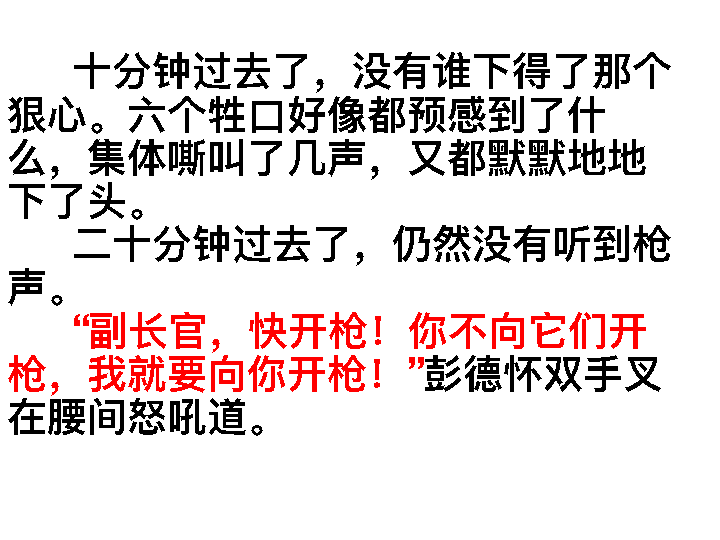 十分钟过去了，没有谁下得了那个
狠心。六个牲口好像都预感到了什
么，集体嘶叫了几声，又都默默地地
下了头。
二十分钟过去了，仍然没有听到枪
声。
“副长官，快开枪！你不向它们开
枪，我就要向你开枪！”彭德怀双手叉
在腰间怒吼道。